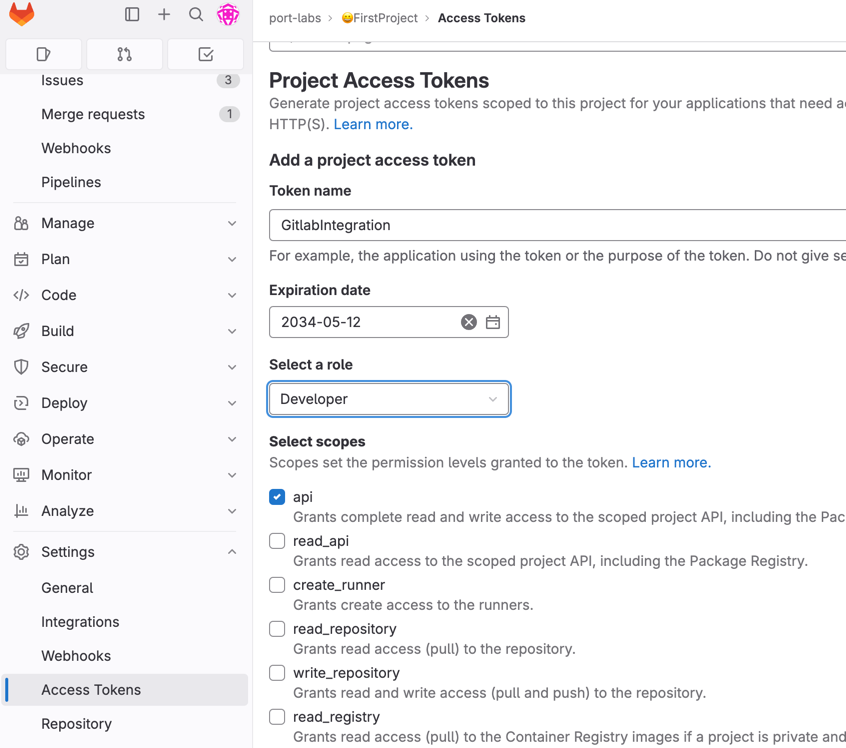 port-labs › 😀FirstProject › Access Tokens
Issues 3
Merge requests 1
Webhooks
Pipelines
Manage
Plan
Code
Build
Secure
Deploy
Operate
Monitor
Analyze
Settings
General
Integrations
Webhooks
Access Tokens
Repository
Project Access Tokens
Generate project access tokens scoped to this project for your applications that need a
HTTP(S). Learn more.
Add a project access token
Token name
GitlabIntegration
For example, the application using the token or the purpose of the token. Do not give se
Expiration date
2034-05-12
Select a role
Developer
Select scopes
Scopes set the permission levels granted to the token. Learn more.
api
Grants complete read and write access to the scoped project API, including the Pac
read_api
Grants read access to the scoped project API, including the Package Registry.
create_runner
Grants create access to the runners.
read_repository
Grants read access (pull) to the repository.
write_repository
Grants read and write access (pull and push) to the repository.
read_registry
Grants read access (pull) to the Container Registry images if a project is private and